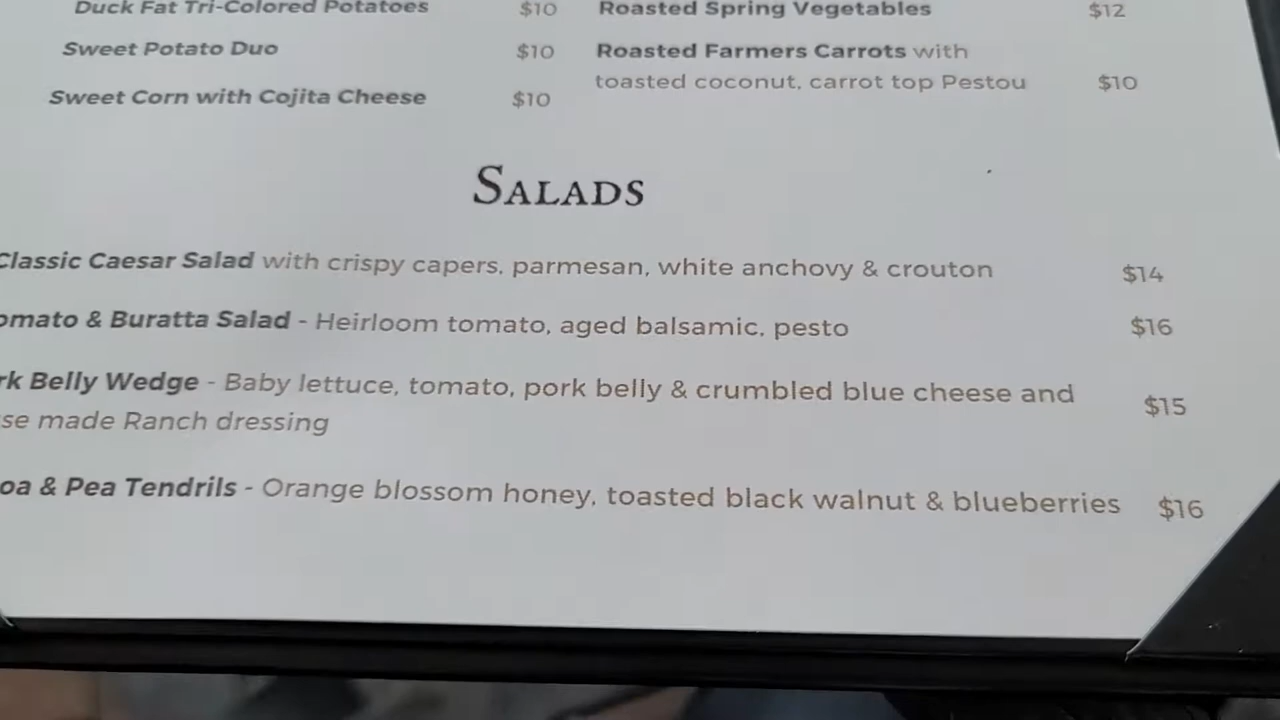 Duck Fat Tri-Colored Potatoes $10
Sweet Potato Duo $10
Sweet Corn with Cojita Cheese $10
Roasted Spring Vegetables $12
Roasted Farmers Carrots with
toasted coconut, carrot top Pestou $10
SALADS
Classic Caesar Salad with crispy capers, parmesan, white anchovy & crouton $14
omato & Buratta Salad - Heirloom tomato, aged balsamic, pesto $16
rk Belly Wedge - Baby lettuce, tomato, pork belly & crumbled blue cheese and $15
se made Ranch dressing
oa & Pea Tendrils - Orange blossom honey, toasted black walnut & blueberries $16